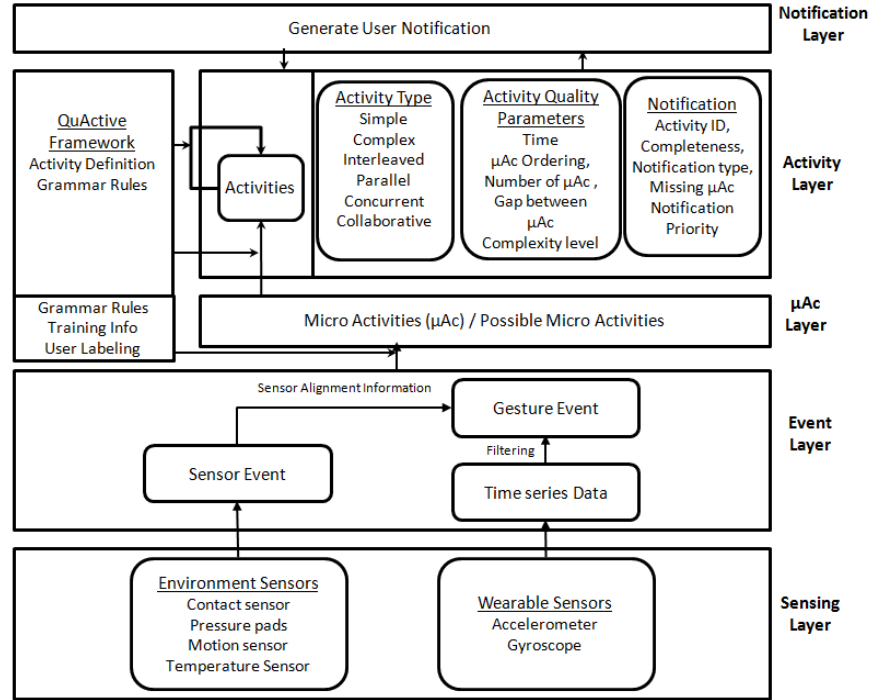 Generate User Notification
Notification
Layer
QuActive
Framework
Activity Definition
Grammar Rules
Activities
Activity Type
Simple
Complex
Interleaved
Parallel
Concurrent
Collaborative
Activity Quality
Parameters
Time
µAc Ordering,
Number of µAc ,
Gap between
µAc
Complexity level
Notification
Activity ID,
Completeness,
Notification type,
Missing µAc
Notification
Priority
Activity
Layer
Grammar Rules
Training Info
User Labeling
Micro Activities (µAc) / Possible Micro Activities
µAc
Layer
Sensor Alignment Information
Gesture Event
Filtering
Sensor Event
Time series Data
Event
Layer
Environment Sensors
Contact sensor
Pressure pads
Motion sensor
Temperature Sensor
Wearable Sensors
Accelerometer
Gyroscope
Sensing
Layer